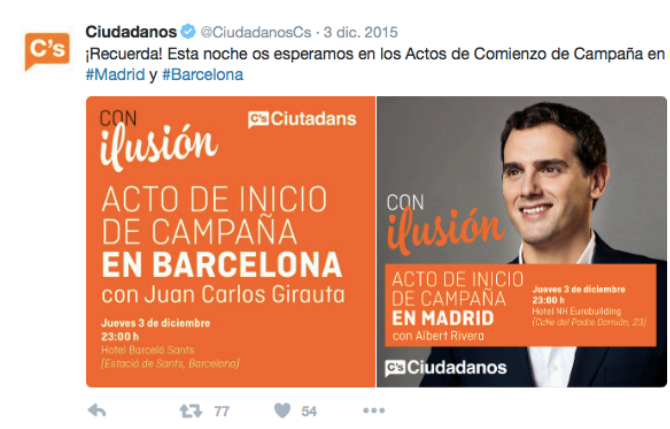 Ciudadanos @CiudadanosCs · 3 dic. 2015
C's
¡Recuerda! Esta noche os esperamos en los Actos de Comienzo de Campaña en
#Madrid y #Barcelona
CON
ilusión
C's Ciutadans
ACTO DE INICIO
DE CAMPAÑA
EN BARCELONA
con Juan Carlos Girauta
Jueves 3 de diciembre
23:00 h
Hotel Barceló Sants
(Estació de Sants, Barcelona)
CON
ilusión
ACTO DE INICIO
DE CAMPAÑA
EN MADRID
con Albert Rivera
Jueves 3 de diciembre
23:00 h
Hotel NH Eurobuilding
(Calle del Padre Damián, 23)
C's Ciudadanos
77
54